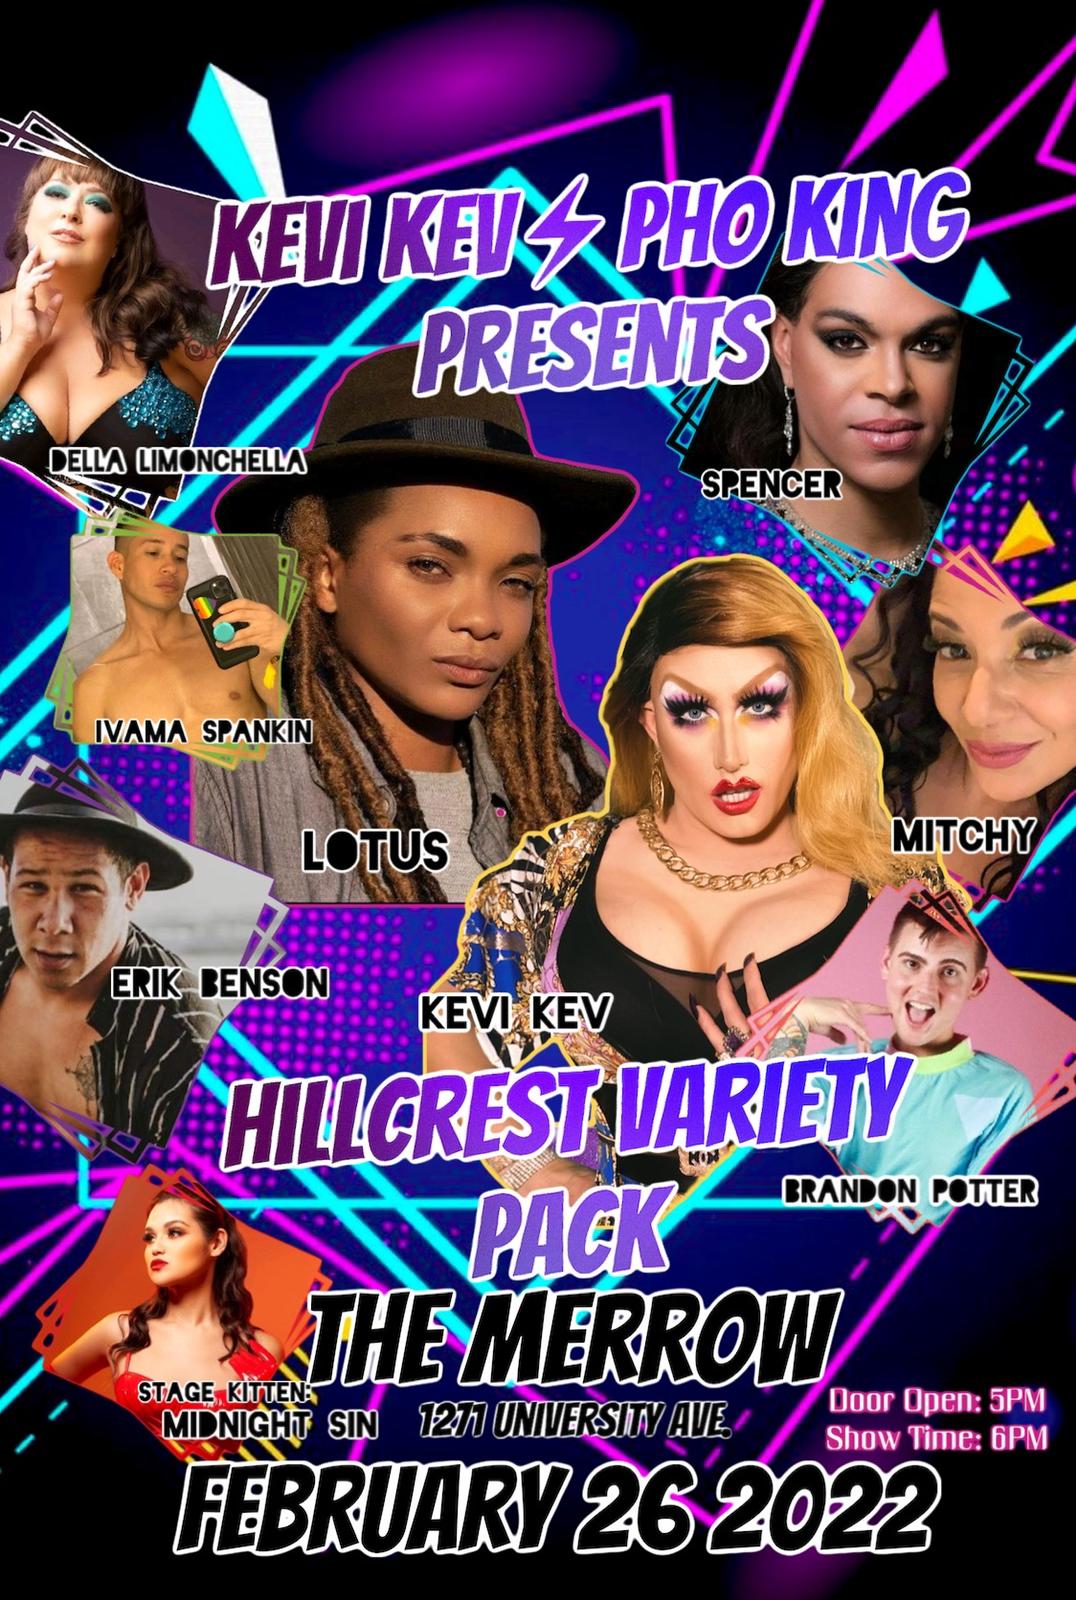 KEVI KEV⚡PHO KING
PRESENTS
DELLA LIMONCHELLA
SPENCER
IVAMA SPANKIN
LOTUS
MITCHY
ERIK BENSON
KEVI KEV
HILLCREST VARIETY
PACK
BRANDON POTTER
THE MERROW
STAGE KITTEN:
MIDNIGHT SIN
1271 UNIVERSITY AVE.
Door Open: 5PM
Show Time: 6PM
FEBRUARY 26 2022